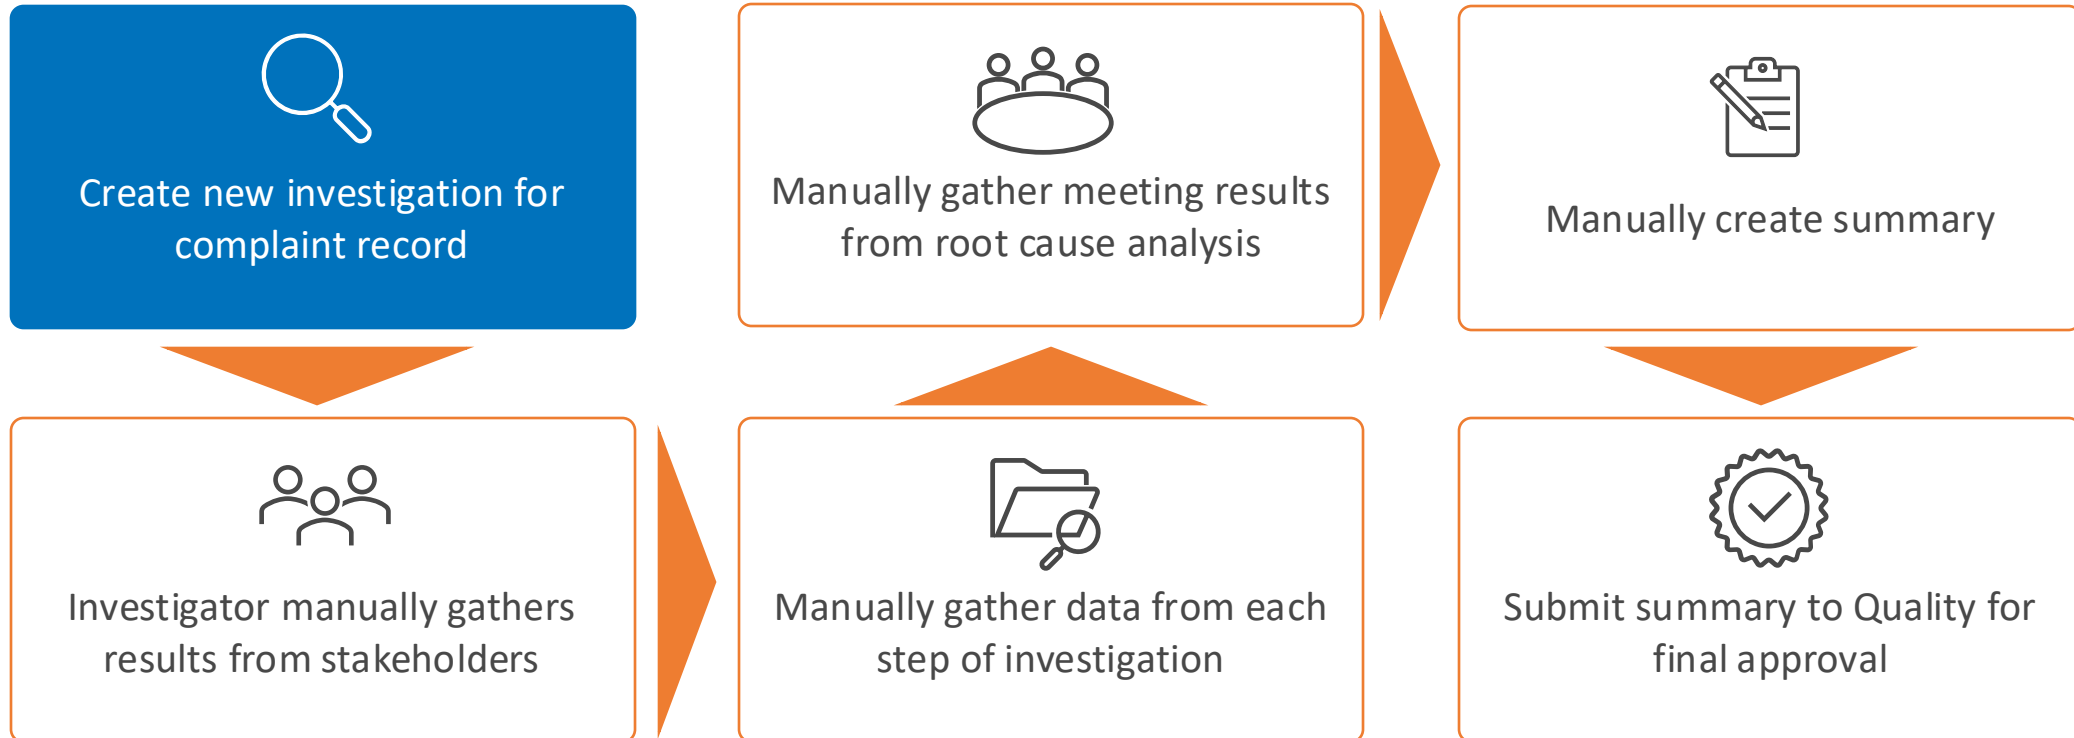 Create new investigation for
complaint record
Investigator manually gathers
results from stakeholders
Manually gather data from each
step of investigation
Manually gather meeting results
from root cause analysis
Manually create summary
Submit summary to Quality for
final approval